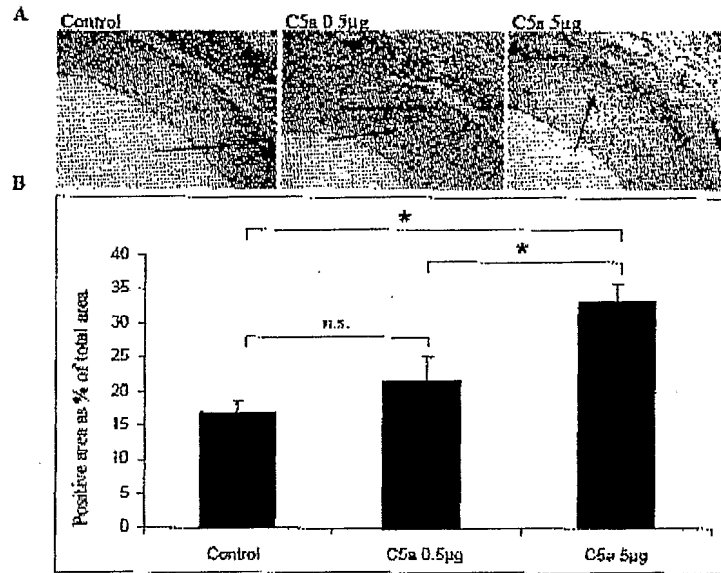 A
Control C5a 0.5µg C5a 5µg
B
*
*
n.s.
Positive area as % of total area
40
35
30
25
20
15
10
5
0
Control C5a 0.5µg C5a 5µg